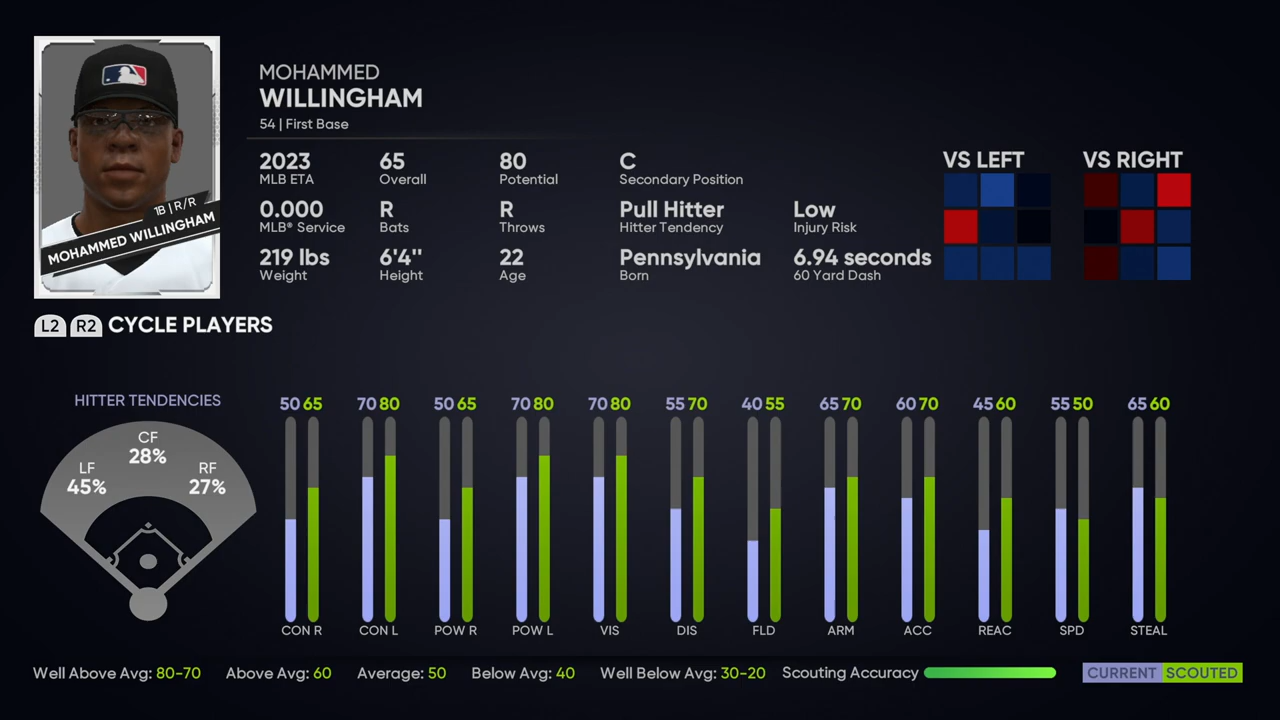 MOHAMMED
WILLINGHAM
54 | First Base
1B | R/R
MOHAMMED WILLINGHAM
2023 65 80 C
MLB ETA Overall Potential Secondary Position
0.000 R R Pull Hitter Low
MLB® Service Bats Throws Hitter Tendency Injury Risk
219 lbs 6'4" 22 Pennsylvania 6.94 seconds
Weight Height Age Born 60 Yard Dash
VS LEFT VS RIGHT
L2 R2 CYCLE PLAYERS
HITTER TENDENCIES
CF
28%
LF RF
45% 27%
50 65 70 80 50 65 70 80 70 80 55 70 40 55 65 70 60 70 45 60 55 50 65 60
CON R CON L POW R POW L VIS DIS FLD ARM ACC REAC SPD STEAL
Well Above Avg: 80-70 Above Avg: 60 Average: 50 Below Avg: 40 Well Below Avg: 30-20 Scouting Accuracy CURRENT SCOUTED